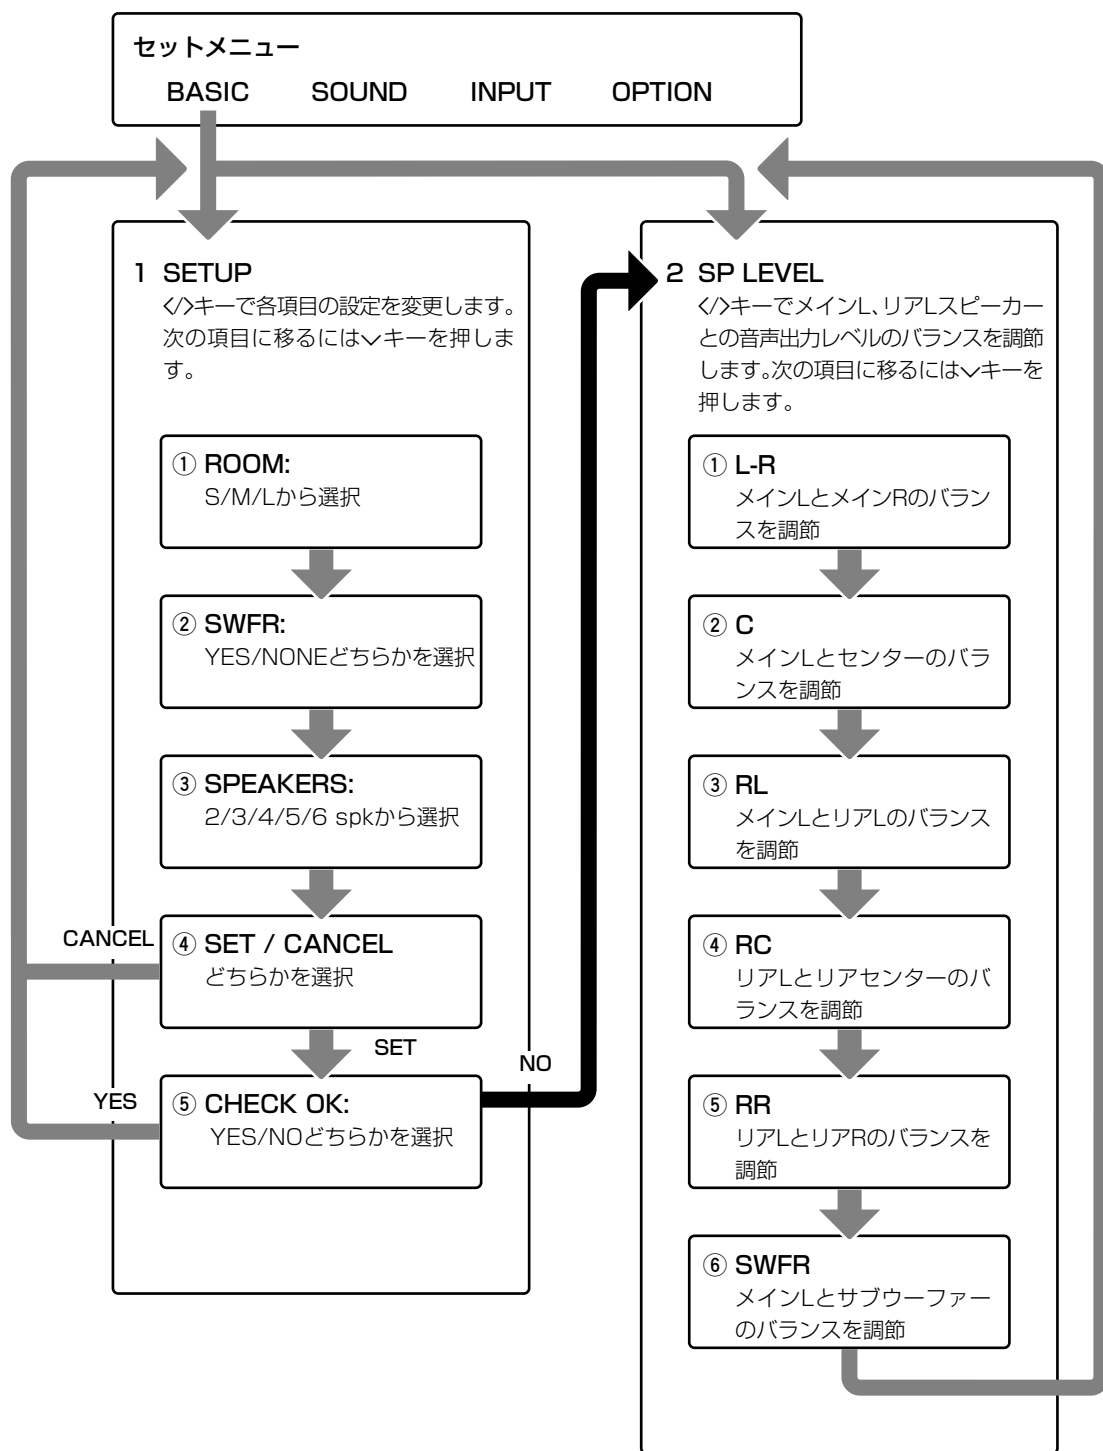 セットメニュー
BASIC SOUND INPUT OPTION
1 SETUP
</>キーで各項目の設定を変更します。
次の項目に移るには∨キーを押しま
す。
① ROOM:
S/M/Lから選択
② SWFR:
YES/NONEどちらかを選択
③ SPEAKERS:
2/3/4/5/6 spkから選択
CANCEL
④ SET / CANCEL
どちらかを選択
SET
NO
YES
⑤ CHECK OK:
YES/NOどちらかを選択
2 SP LEVEL
</>キーでメインL、リアLスピーカー
との音声出力レベルのバランスを調節
します。次の項目に移るには∨キーを
押します。
① L-R
メインLとメインRのバラン
スを調節
② C
メインLとセンターのバラ
ンスを調節
③ RL
メインLとリアLのバランス
を調節
④ RC
リアLとリアセンターのバ
ランスを調節
⑤ RR
リアLとリアRのバランスを
調節
⑥ SWFR
メインLとサブウーファー
のバランスを調節